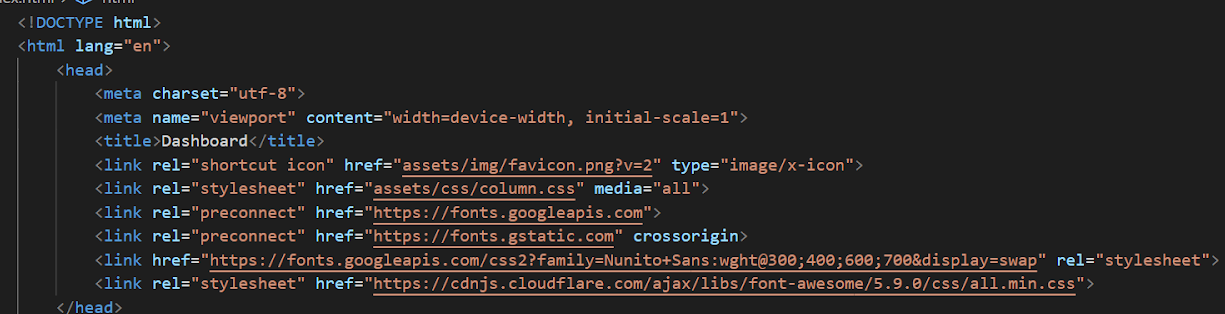 <!DOCTYPE html>
<html lang="en">
<head>
<meta charset="utf-8">
<meta name="viewport" content="width=device-width, initial-scale=1">
<title>Dashboard</title>
<link rel="shortcut icon" href="assets/img/favicon.png?v=2" type="image/x-icon">
<link rel="stylesheet" href="assets/css/column.css" media="all">
<link rel="preconnect" href="https://fonts.googleapis.com">
<link rel="preconnect" href="https://fonts.gstatic.com" crossorigin>
<link href="https://fonts.googleapis.com/css2?family=Nunito+Sans:wght@300;400;600;700&display=swap" rel="stylesheet">
<link rel="stylesheet" href="https://cdnjs.cloudflare.com/ajax/libs/font-awesome/5.9.0/css/all.min.css">
</head>